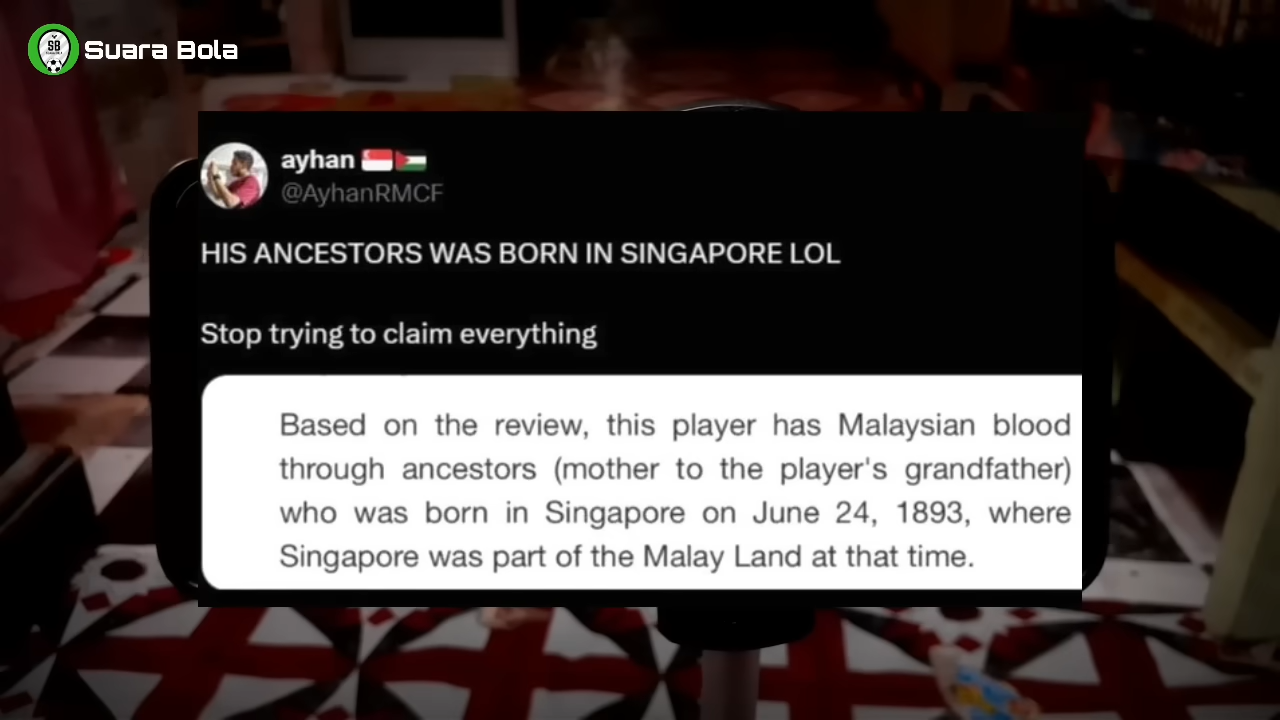 SB
Suara Bola
ayhan 🇸🇬🇵🇸
@AyhanRMCF
HIS ANCESTORS WAS BORN IN SINGAPORE LOL
Stop trying to claim everything
Based on the review, this player has Malaysian blood
through ancestors (mother to the player's grandfather)
who was born in Singapore on June 24, 1893, where
Singapore was part of the Malay Land at that time.